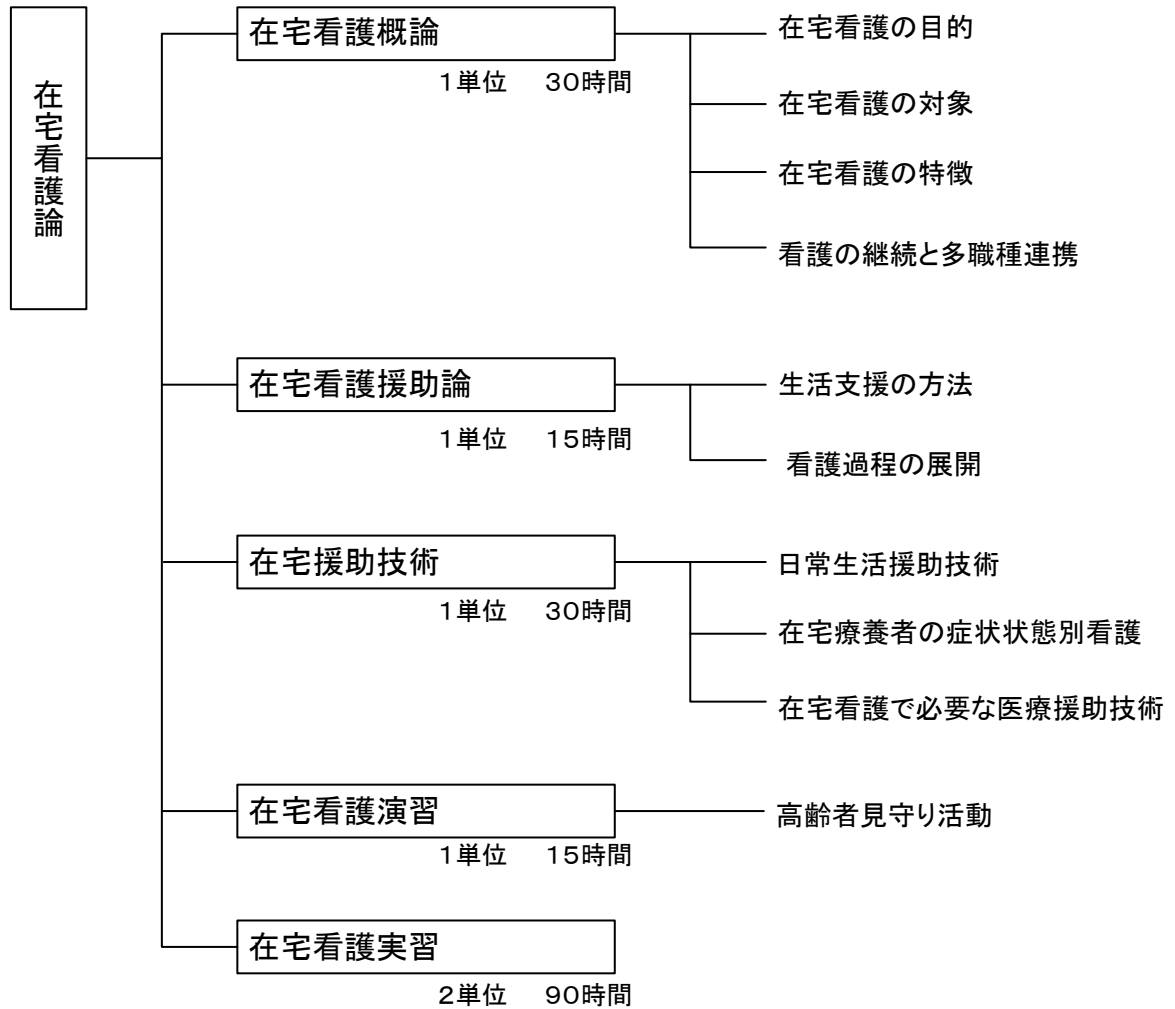 在宅看護論
在宅看護概論
1単位 30時間
在宅看護の目的
在宅看護の対象
在宅看護の特徴
看護の継続と多職種連携
在宅看護援助論
1単位 15時間
生活支援の方法
看護過程の展開
在宅援助技術
1単位 30時間
日常生活援助技術
在宅療養者の症状状態別看護
在宅看護で必要な医療援助技術
在宅看護演習
1単位 15時間
高齢者見守り活動
在宅看護実習
2単位 90時間